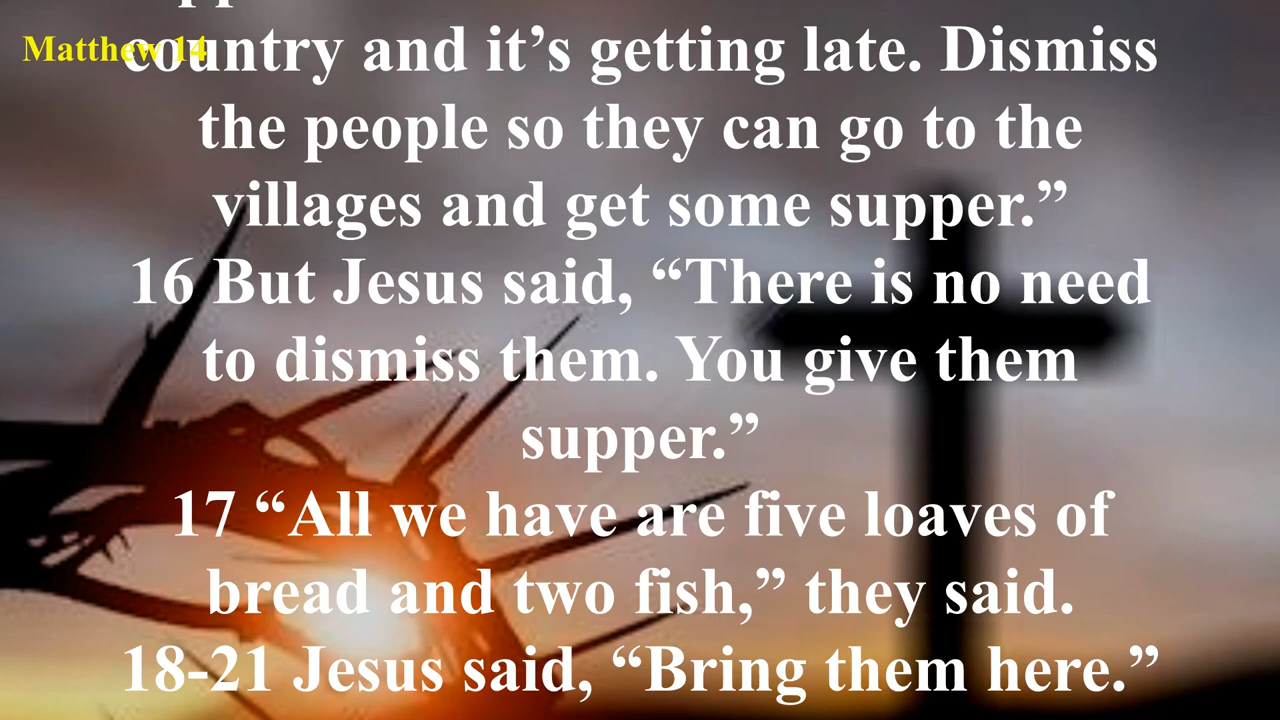 Matthew 14
country and it’s getting late. Dismiss
the people so they can go to the
villages and get some supper.”
16 But Jesus said, “There is no need
to dismiss them. You give them
supper.”
17 “All we have are five loaves of
bread and two fish,” they said.
18-21 Jesus said, “Bring them here.”